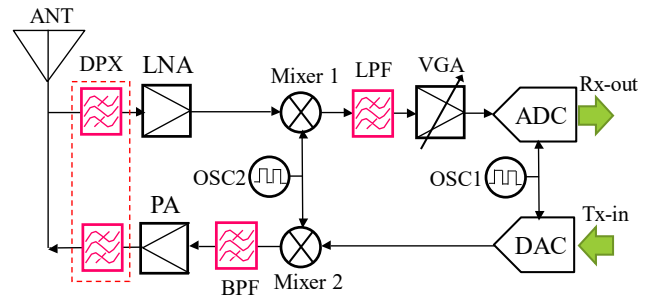 ANT
DPX
LNA
Mixer 1
LPF
VGA
ADC
Rx-out
OSC2
OSC1
PA
BPF
Mixer 2
DAC
Tx-in